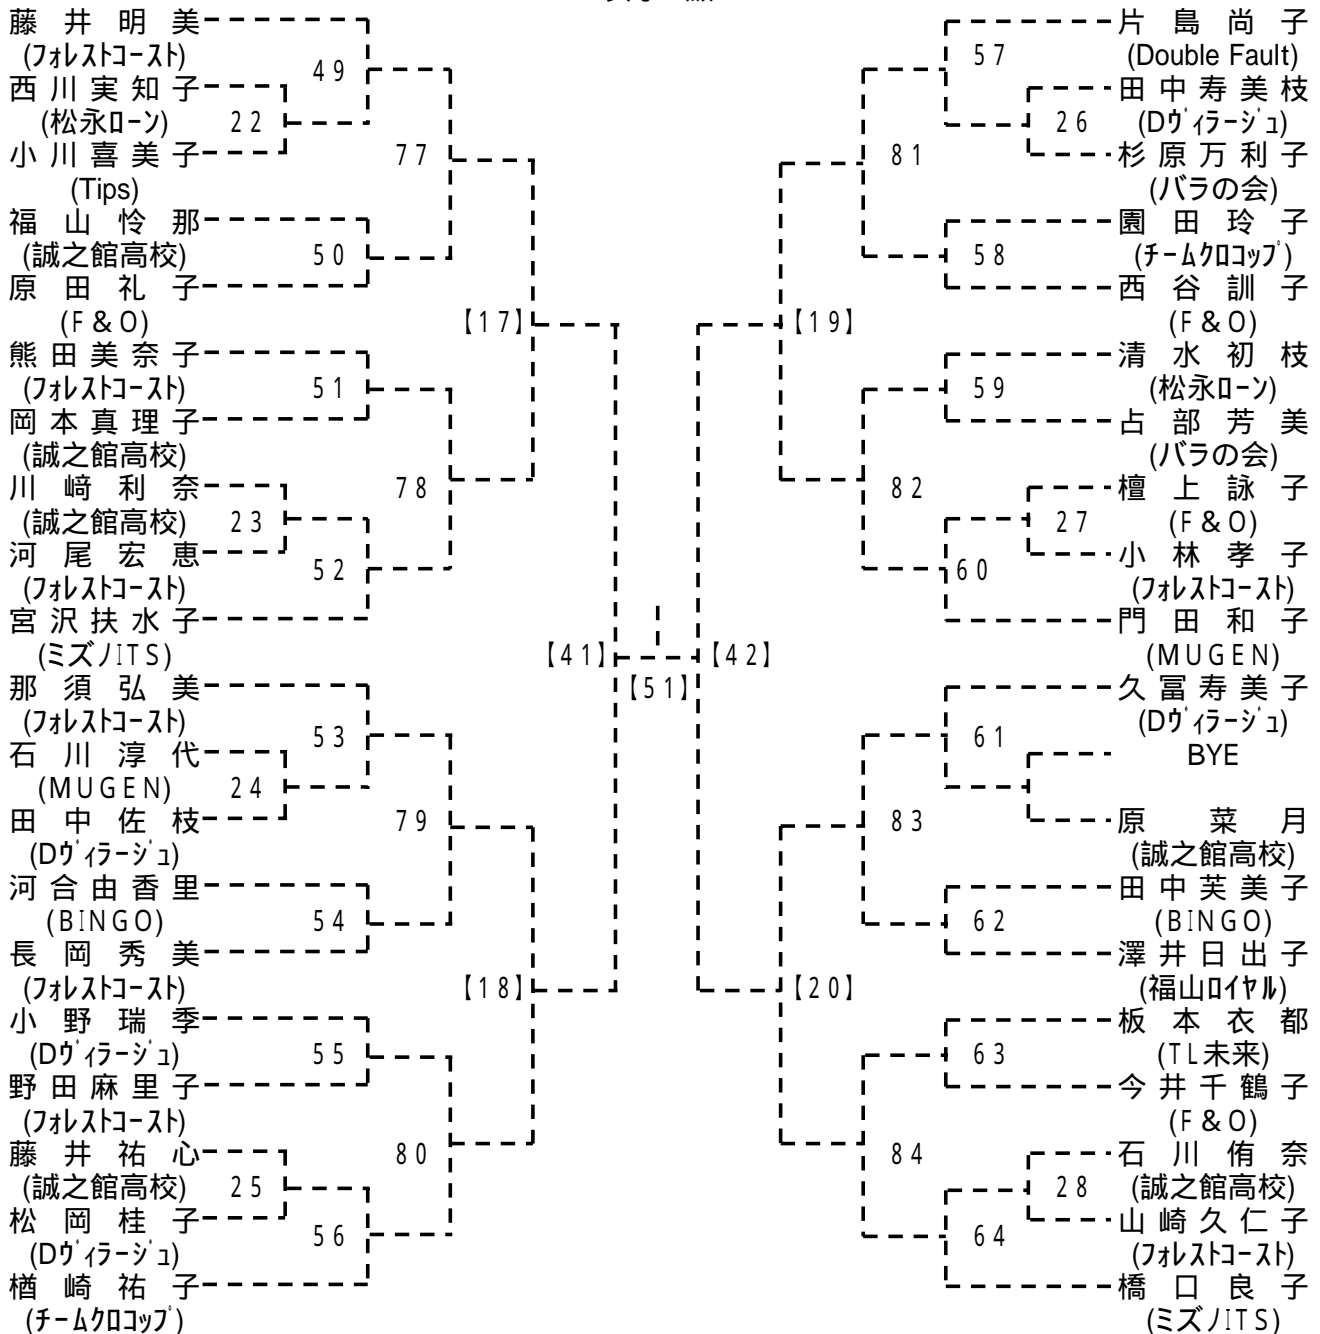 藤井明美
(フォレストコースト)
49
西川実知子
(松永ローン)
22
小川喜美子
(Tips)
77
福山怜那
(誠之館高校)
50
原田礼子
(F&O)
【17】
熊田美奈子
(フォレストコースト)
51
岡本真理子
(誠之館高校)
78
川﨑利奈
(誠之館高校)
23
河尾宏恵
(フォレストコースト)
52
宮沢扶水子
(ミズノITS)
【41】
【51】
那須弘美
(フォレストコースト)
53
石川淳代
(MUGEN)
24
田中佐枝
(Dヴィラージュ)
79
河合由香里
(BINGO)
54
長岡秀美
(フォレストコースト)
【18】
小野瑞季
(Dヴィラージュ)
55
野田麻里子
(フォレストコースト)
80
藤井祐心
(誠之館高校)
25
松岡桂子
(Dヴィラージュ)
56
楢崎祐子
(チームクロコップ)
片島尚子
(Double Fault)
57
田中寿美枝
(Dヴィラージュ)
26
杉原万利子
(バラの会)
81
園田玲子
(チームクロコップ)
58
西谷訓子
(F&O)
【19】
清水初枝
(松永ローン)
59
占部芳美
(バラの会)
82
檀上詠子
(F&O)
27
小林孝子
(フォレストコースト)
60
門田和子
(MUGEN)
【42】
久冨寿美子
(Dヴィラージュ)
61
BYE
原菜月
(誠之館高校)
83
田中芙美子
(BINGO)
62
澤井日出子
(福山ロイヤル)
【20】
板本衣都
(TL未来)
63
今井千鶴子
(F&O)
84
石川侑奈
(誠之館高校)
28
山崎久仁子
(フォレストコースト)
64
橋口良子
(ミズノITS)